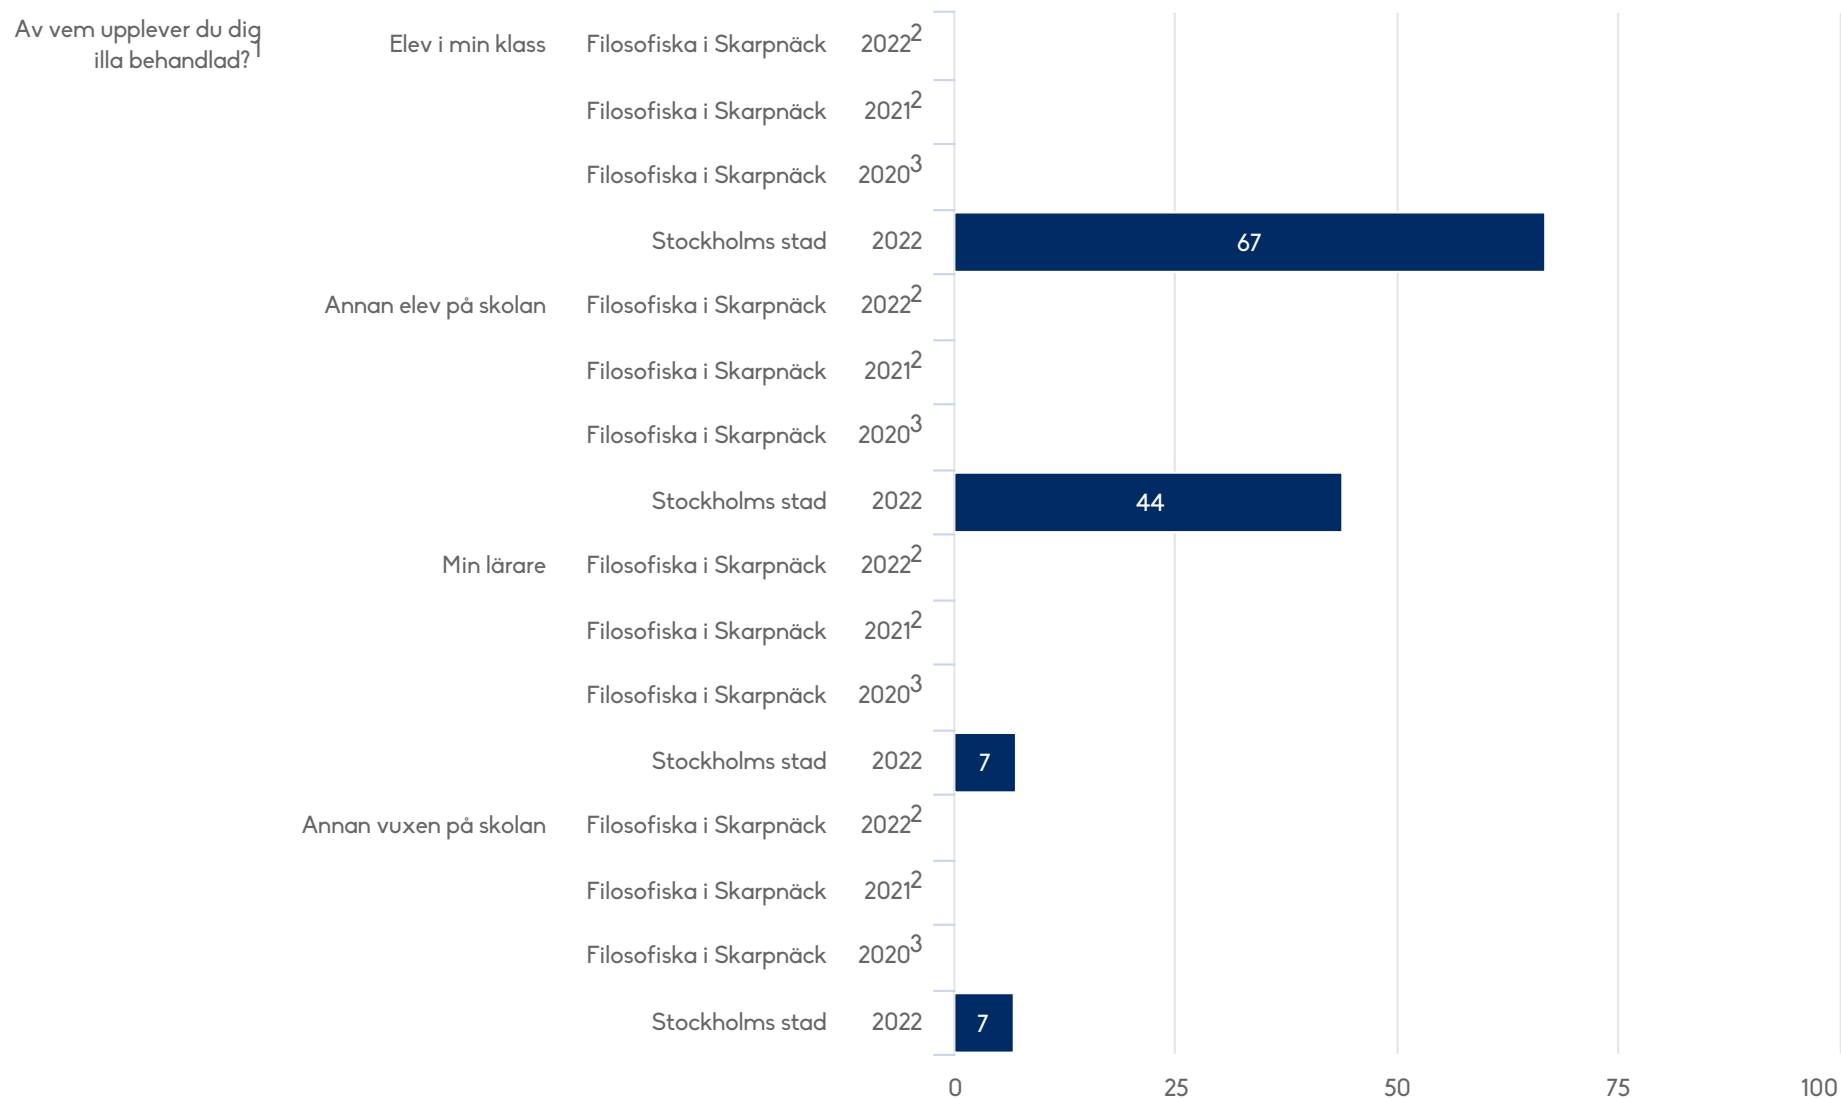 Av vem upplever du dig
illa behandlad?1
Elev i min klass Filosofiska i Skarpnäck 20222
Filosofiska i Skarpnäck 20212
Filosofiska i Skarpnäck 20203
Stockholms stad 2022 67
Annan elev på skolan Filosofiska i Skarpnäck 20222
Filosofiska i Skarpnäck 20212
Filosofiska i Skarpnäck 20203
Stockholms stad 2022 44
Min lärare Filosofiska i Skarpnäck 20222
Filosofiska i Skarpnäck 20212
Filosofiska i Skarpnäck 20203
Stockholms stad 2022 7
Annan vuxen på skolan Filosofiska i Skarpnäck 20222
Filosofiska i Skarpnäck 20212
Filosofiska i Skarpnäck 20203
Stockholms stad 2022 7
0 25 50 75 100